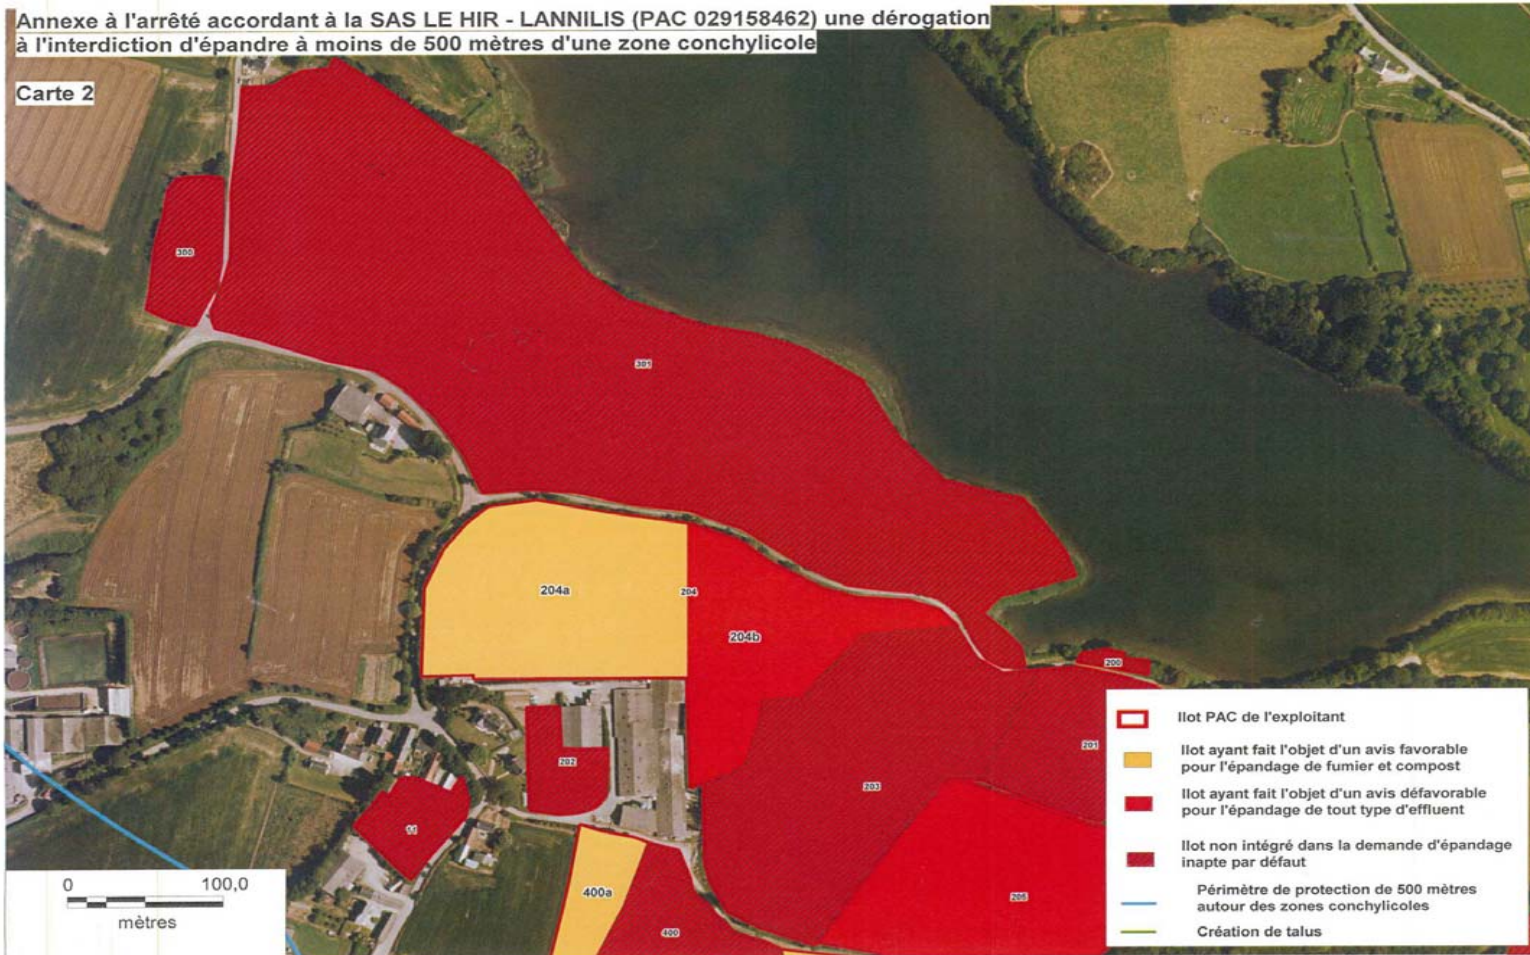 Annexe à l'arrêté accordant à la SAS LE HIR - LANNILIS (PAC 029158462) une dérogation
à l'interdiction d'épandre à moins de 500 mètres d'une zone conchylicole
Carte 2
300
301
204a
204
204b
200
201
202
203
11
400a
400
205
Ilot PAC de l'exploitant
Ilot ayant fait l'objet d'un avis favorable
pour l'épandage de fumier et compost
Ilot ayant fait l'objet d'un avis défavorable
pour l'épandage de tout type d'effluent
Ilot non intégré dans la demande d'épandage
inapte par défaut
Périmètre de protection de 500 mètres
autour des zones conchylicoles
Création de talus
0 100,0
mètres